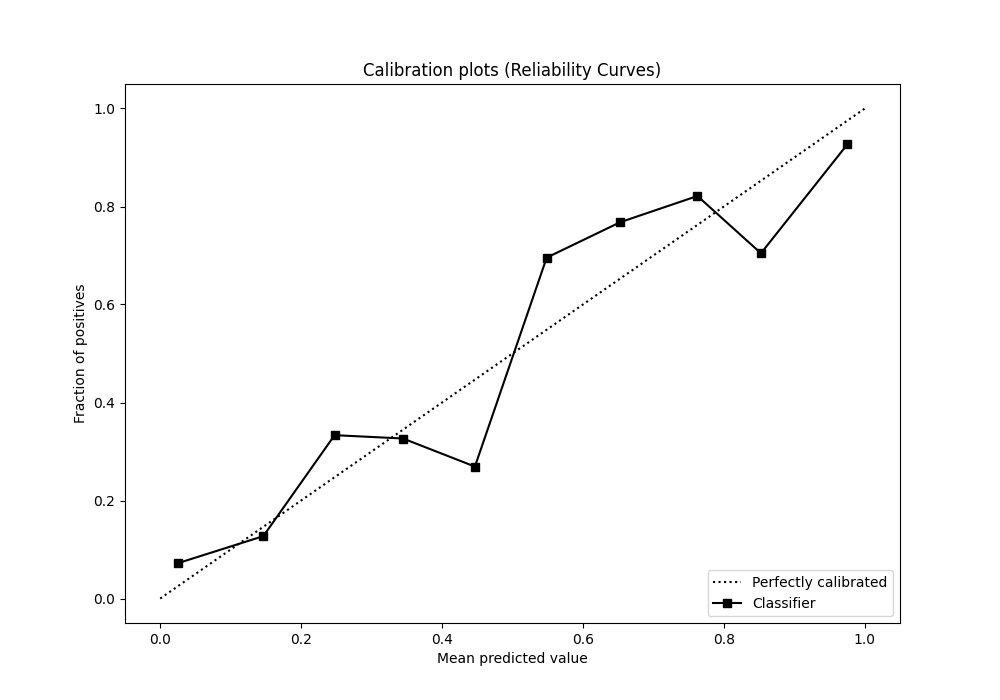 Calibration plots (Reliability Curves)
1.0
0.8
0.6
0.4
0.2
0.0
Fraction of positives
0.0 0.2 0.4 0.6 0.8 1.0
Mean predicted value
Perfectly calibrated
Classifier